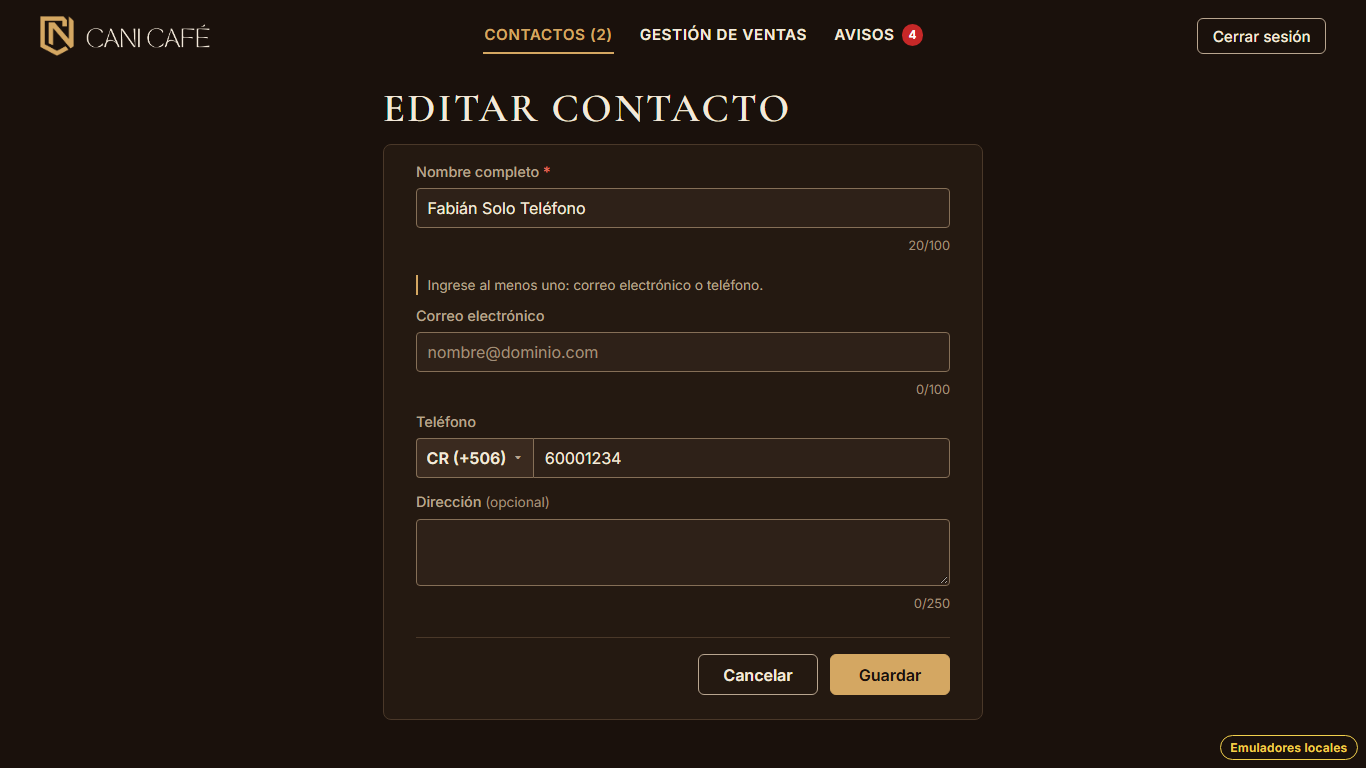 CANI CAFÉ
CONTACTOS (2)
GESTIÓN DE VENTAS
AVISOS 4
Cerrar sesión
EDITAR CONTACTO
Nombre completo *
Fabián Solo Teléfono
20/100
Ingrese al menos uno: correo electrónico o teléfono.
Correo electrónico
nombre@dominio.com
0/100
Teléfono
CR (+506) 60001234
Dirección (opcional)
0/250
Cancelar
Guardar
Emuladores locales